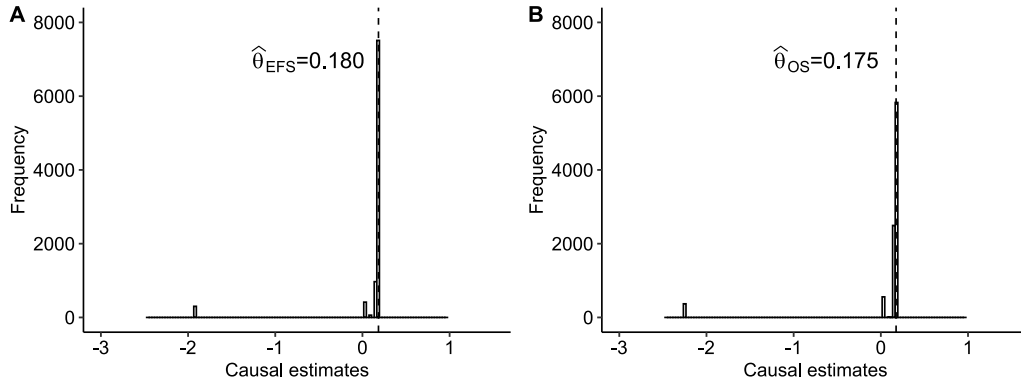 A
8000
6000
4000
2000
0
Frequency
θ̂EFS=0.180
-3 -2 -1 0 1
Causal estimates
B
8000
6000
4000
2000
0
Frequency
θ̂OS=0.175
-3 -2 -1 0 1
Causal estimates